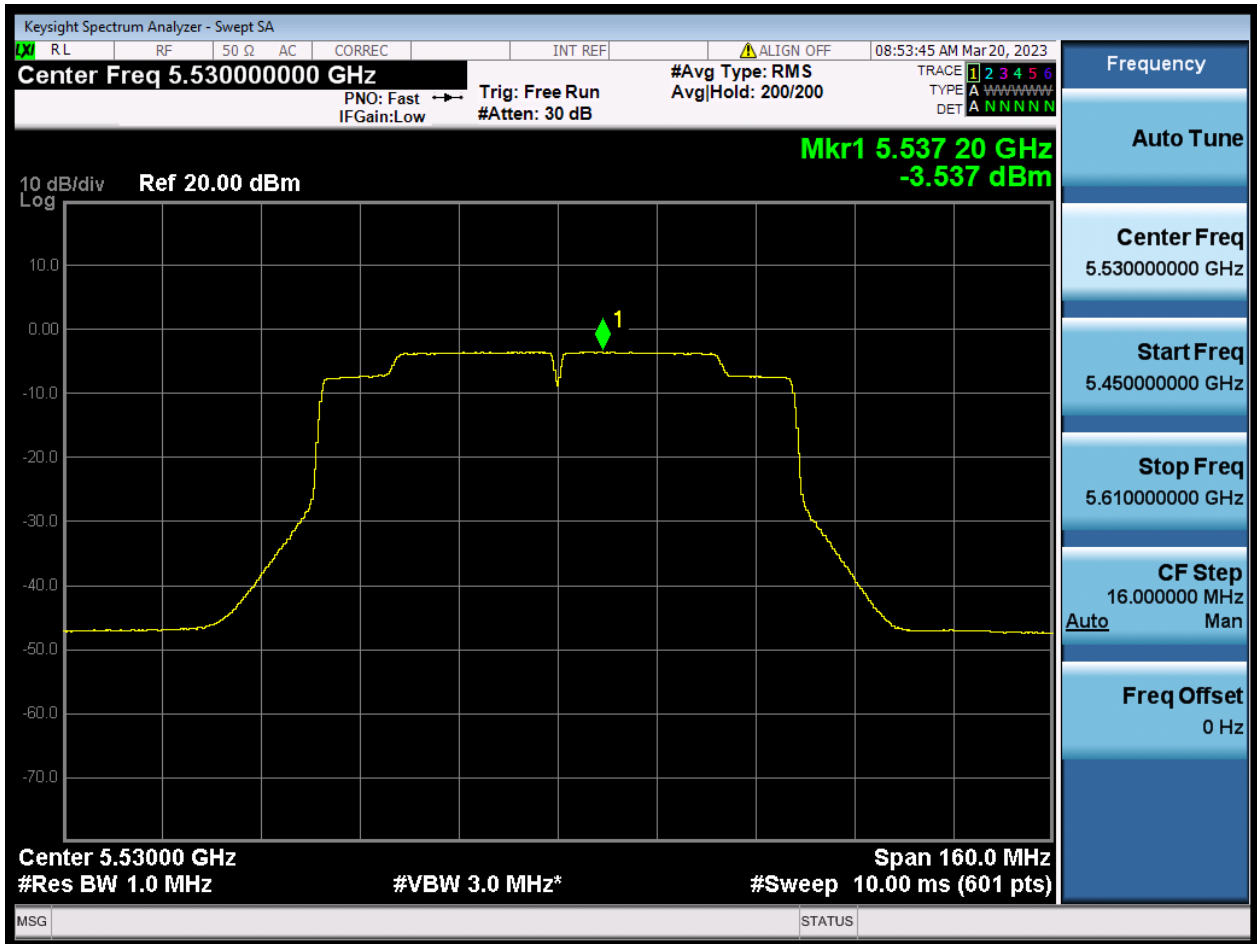 Keysight Spectrum Analyzer - Swept SA
LXI RL RF 50 Ω AC CORREC INT REF ALIGN OFF 08:53:45 AM Mar 20, 2023
Center Freq 5.530000000 GHz
PNO: Fast
IFGain:Low
Trig: Free Run
#Atten: 30 dB
#Avg Type: RMS
Avg|Hold: 200/200
TRACE 1 2 3 4 5 6
TYPE A WWWWW
DET A N N N N N
Mkr1 5.537 20 GHz
-3.537 dBm
10 dB/div Ref 20.00 dBm
Log
10.0
0.00
-10.0
-20.0
-30.0
-40.0
-50.0
-60.0
-70.0
1
Center 5.53000 GHz Span 160.0 MHz
#Res BW 1.0 MHz #VBW 3.0 MHz* #Sweep 10.00 ms (601 pts)
MSG STATUS
Frequency
Auto Tune
Center Freq
5.530000000 GHz
Start Freq
5.450000000 GHz
Stop Freq
5.610000000 GHz
CF Step
16.000000 MHz
Auto Man
Freq Offset
0 Hz